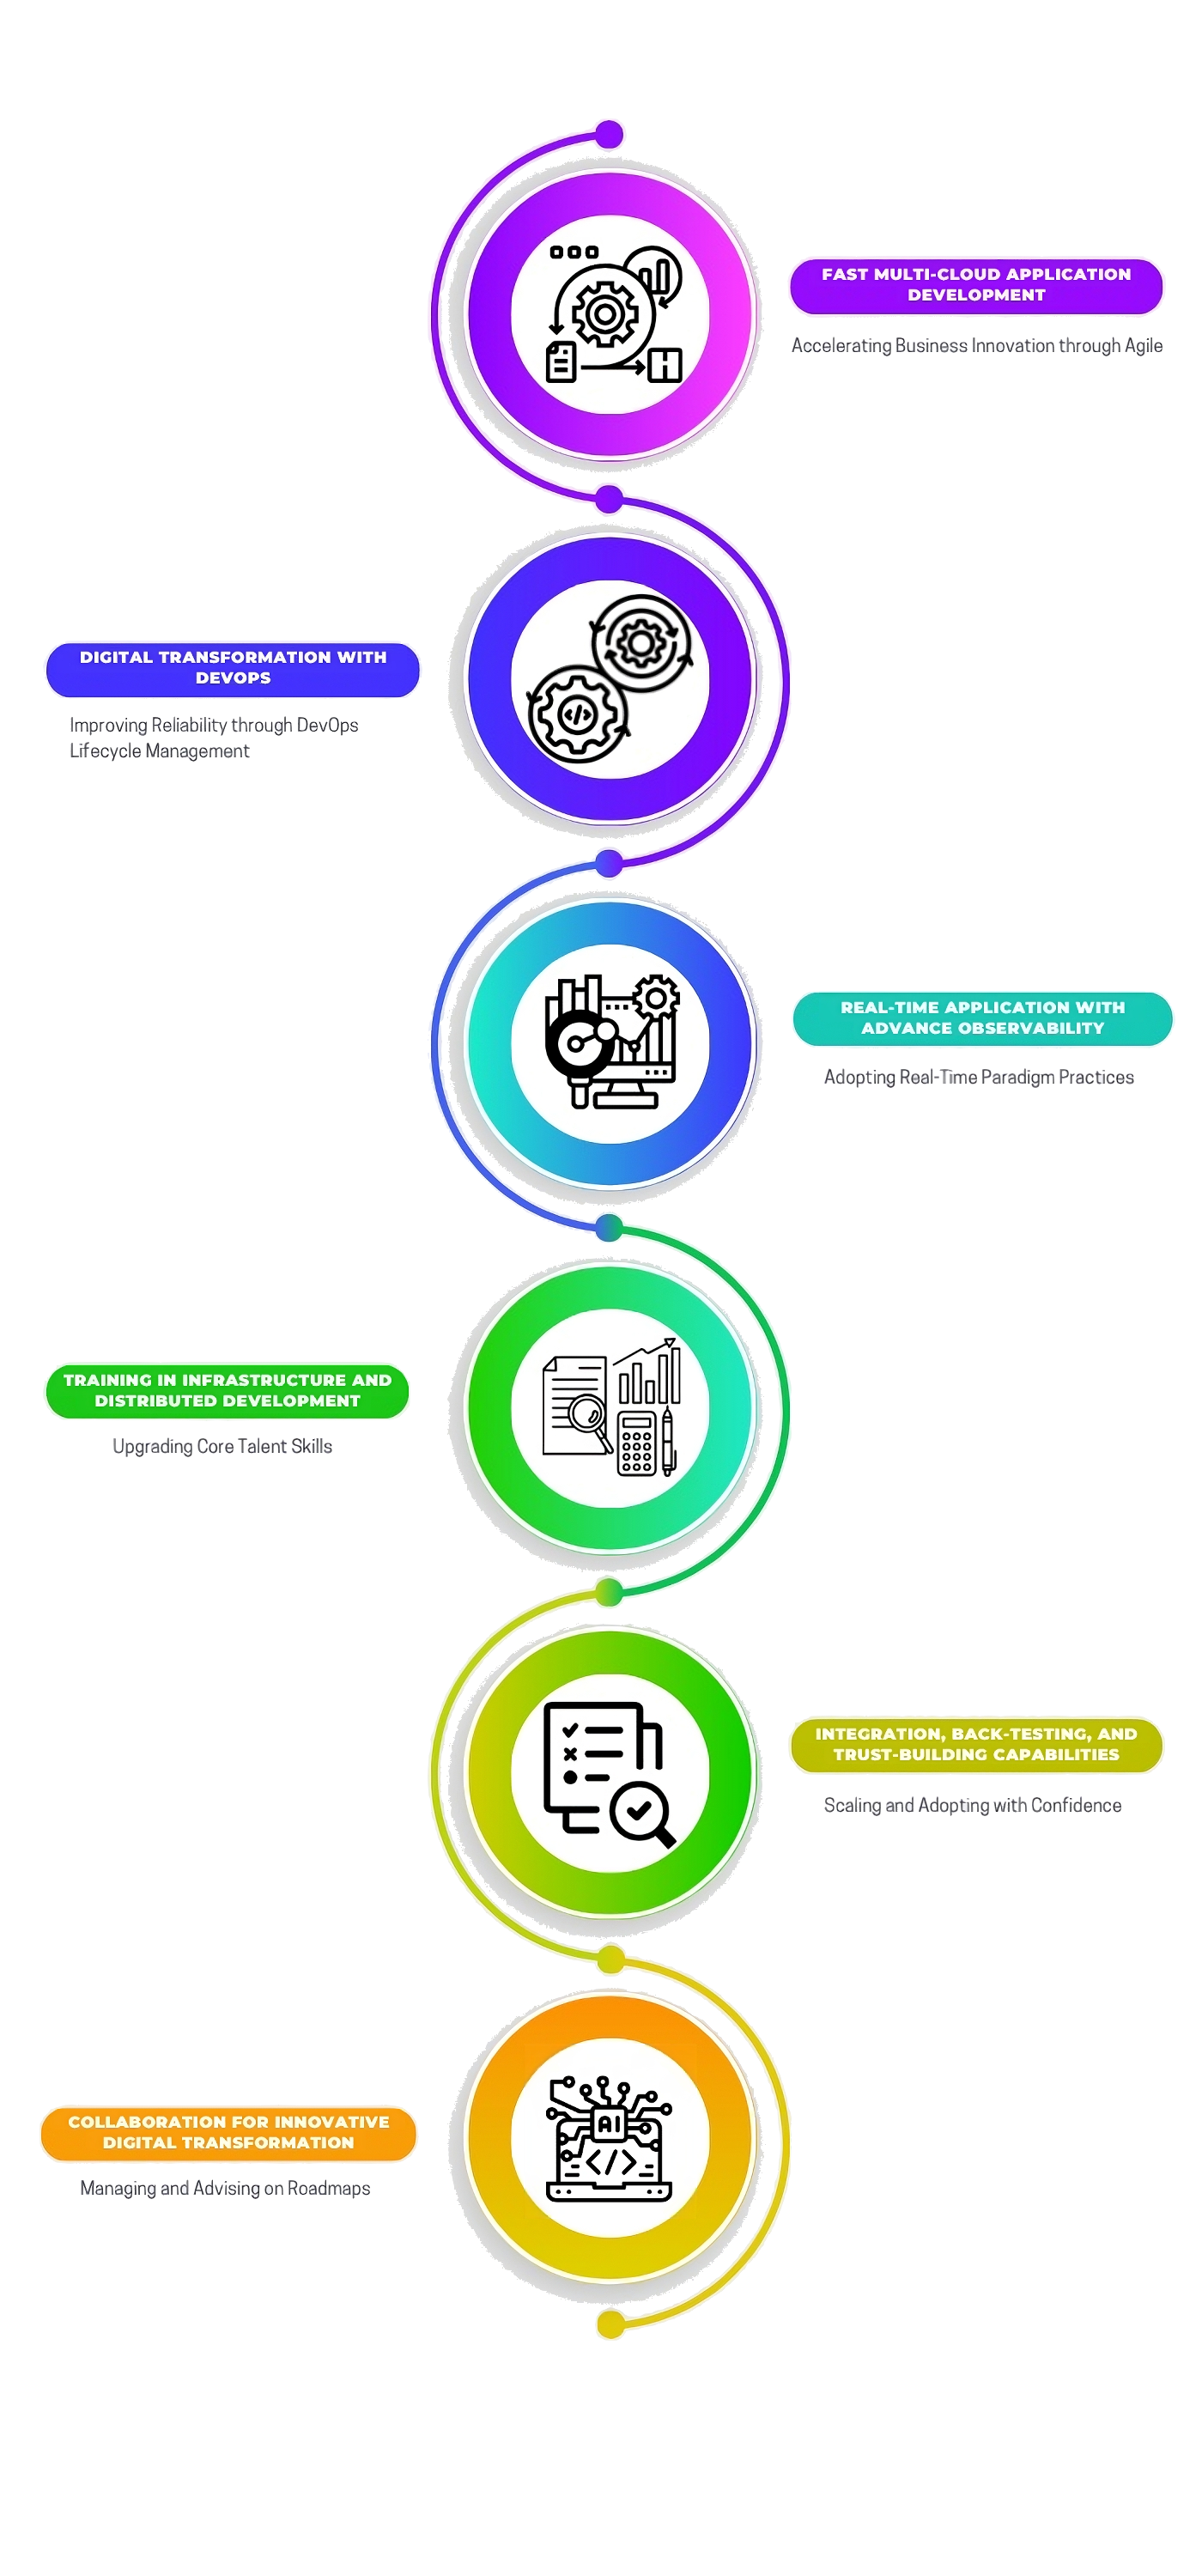 FAST MULTI-CLOUD APPLICATION
DEVELOPMENT
Accelerating Business Innovation through Agile
DIGITAL TRANSFORMATION WITH
DEVOPS
Improving Reliability through DevOps
Lifecycle Management
REAL-TIME APPLICATION WITH
ADVANCE OBSERVABILITY
Adopting Real-Time Paradigm Practices
TRAINING IN INFRASTRUCTURE AND
DISTRIBUTED DEVELOPMENT
Upgrading Core Talent Skills
INTEGRATION, BACK-TESTING, AND
TRUST-BUILDING CAPABILITIES
Scaling and Adopting with Confidence
AI
COLLABORATION FOR INNOVATIVE
DIGITAL TRANSFORMATION
Managing and Advising on Roadmaps